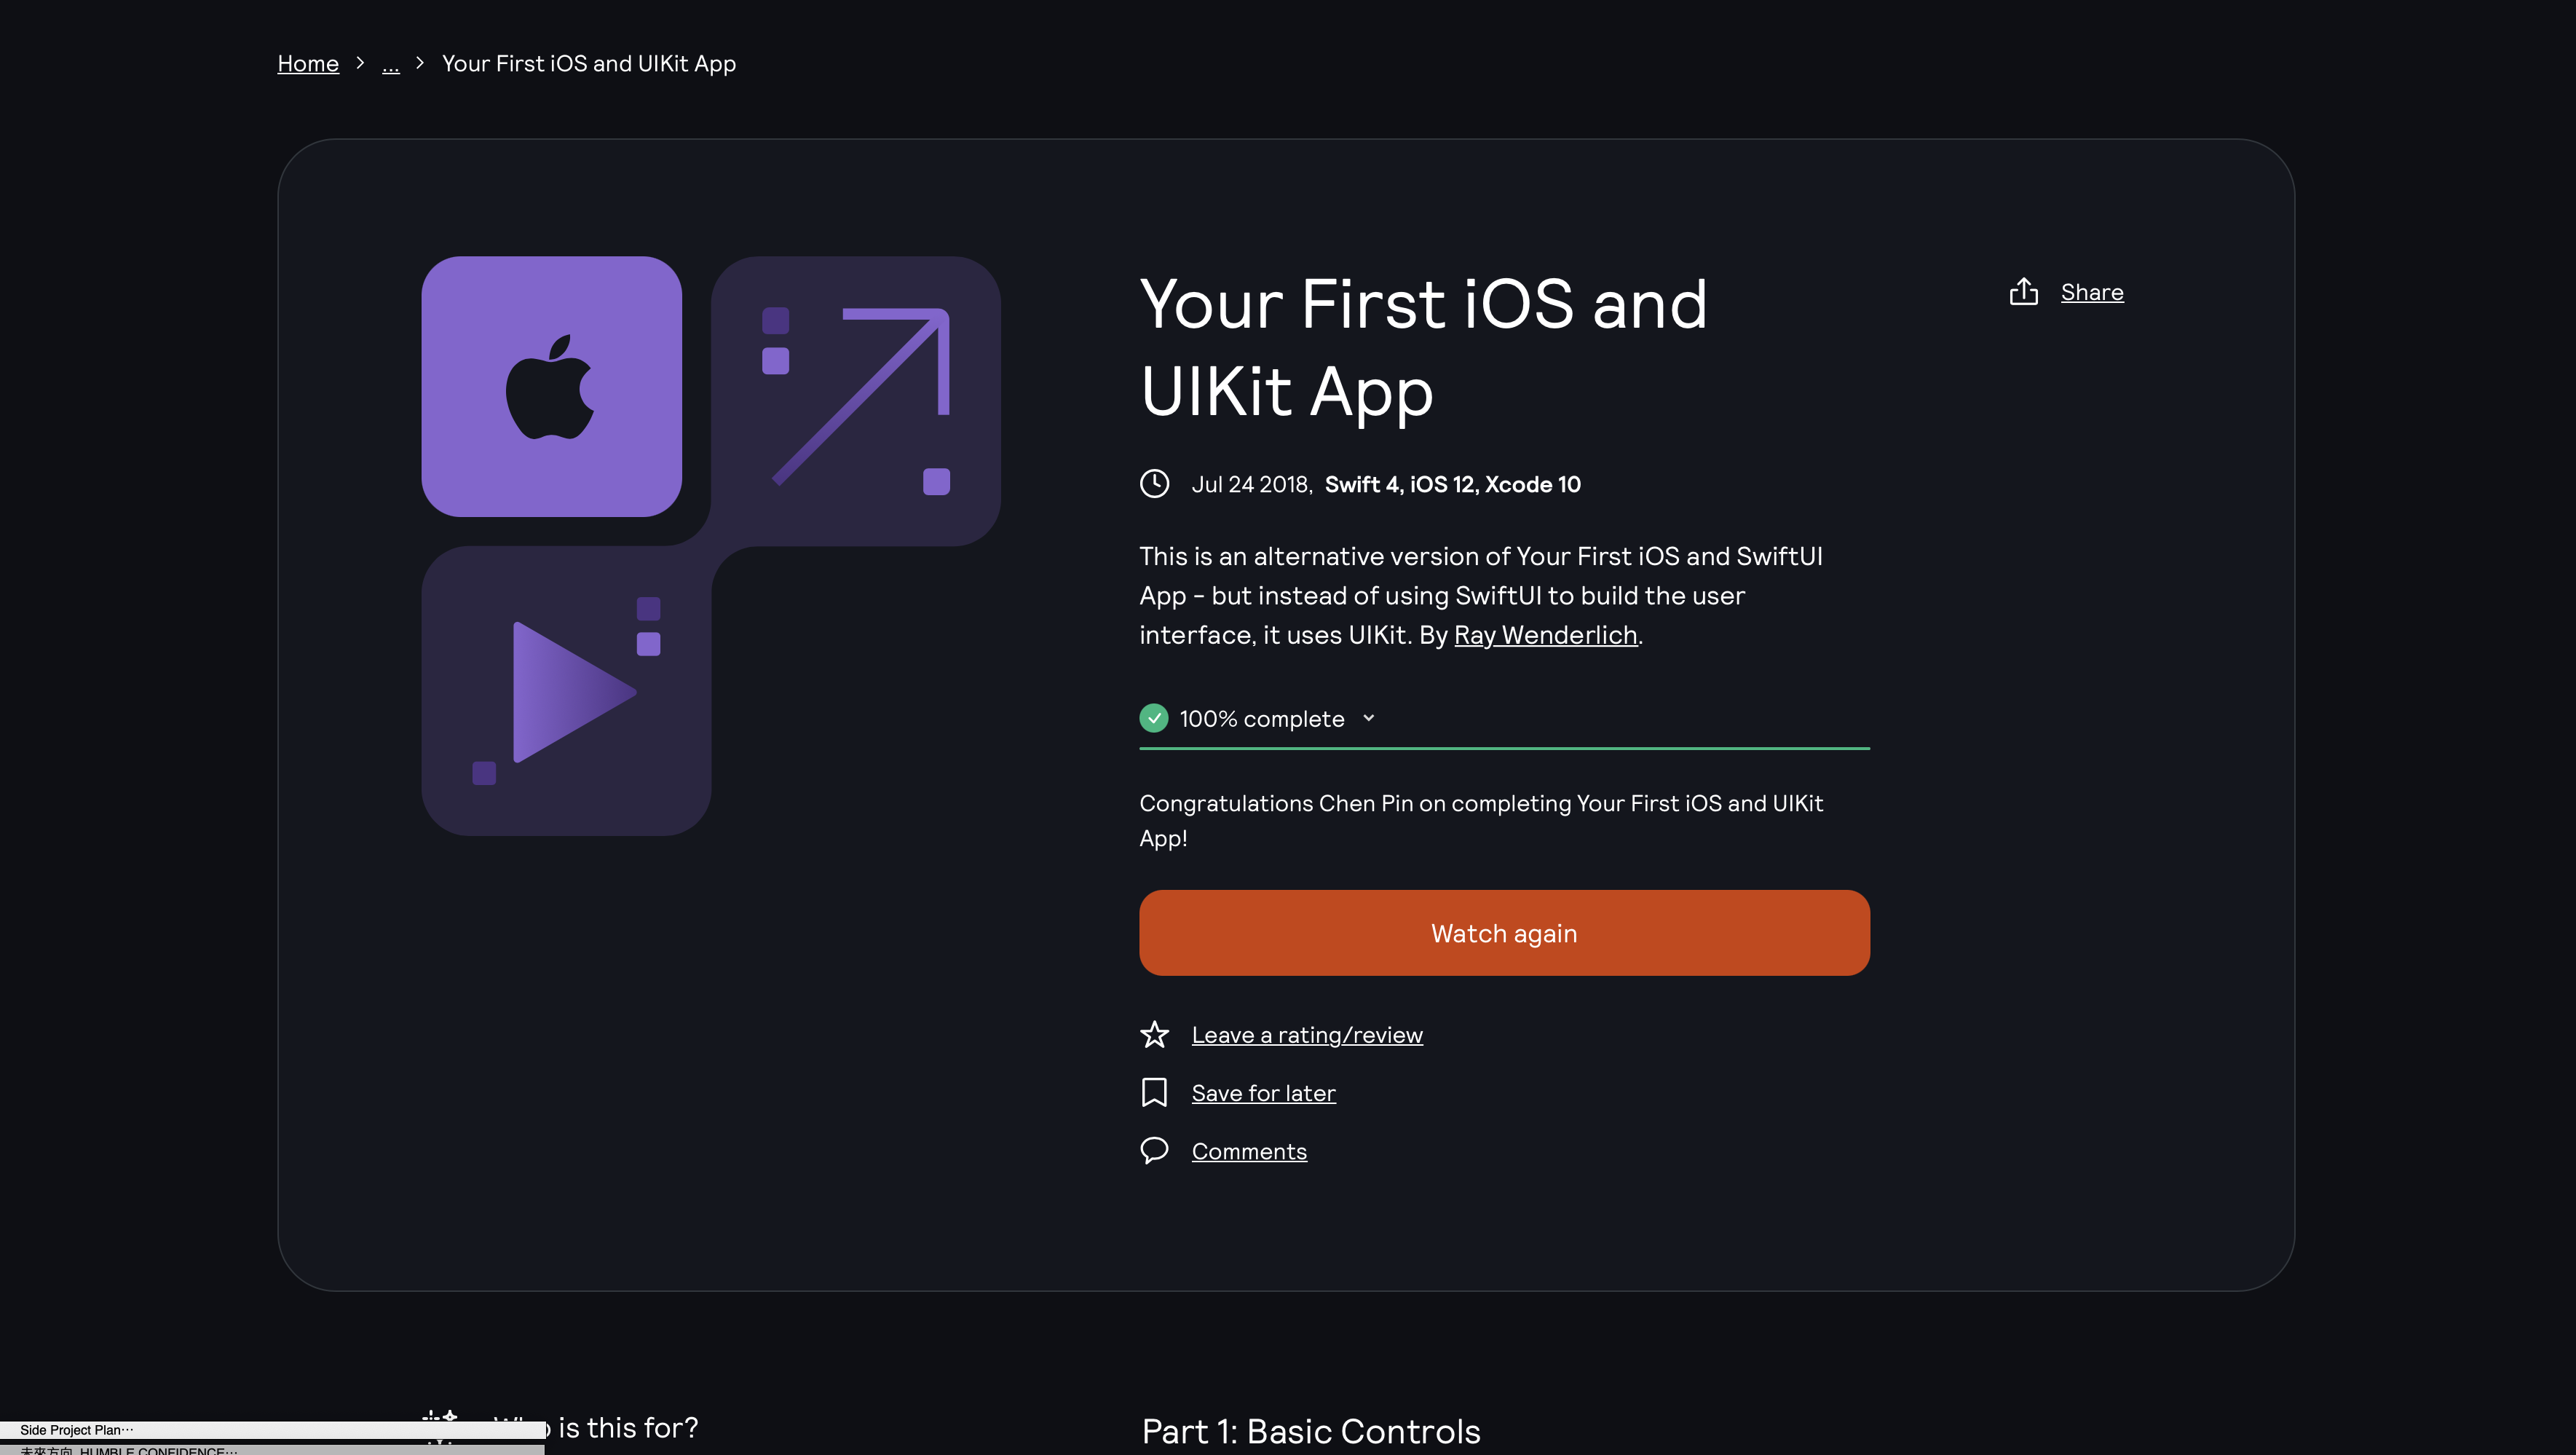 Home > ... > Your First iOS and UIKit App
Your First iOS and
UIKit App
Share
Jul 24 2018, Swift 4, iOS 12, Xcode 10
This is an alternative version of Your First iOS and SwiftUI
App - but instead of using SwiftUI to build the user
interface, it uses UIKit. By Ray Wenderlich.
100% complete
Congratulations Chen Pin on completing Your First iOS and UIKit
App!
Watch again
Leave a rating/review
Save for later
Comments
is this for?
Part 1: Basic Controls
Side Project Plan…
未來方向 HUMBLE CONFIDENCE…